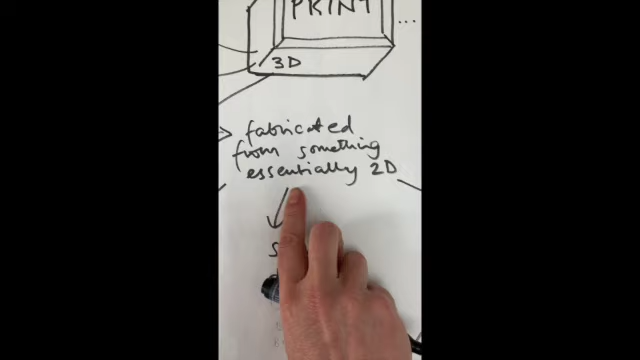 PRINT
...
3D
fabricated
from something
essentially 2D
s